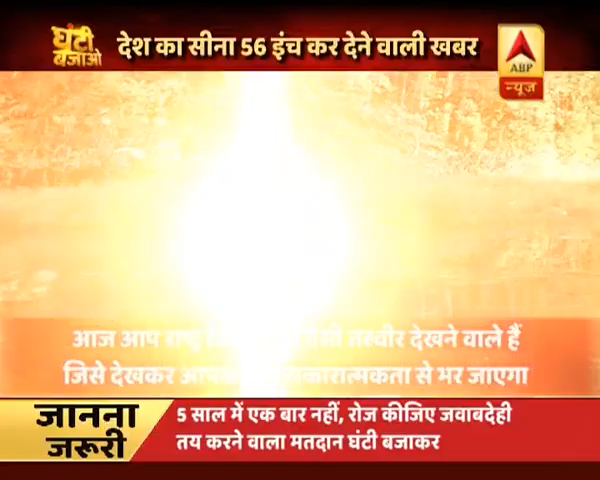 घंटी
बजाओ
देश का सीना 56 इंच कर देने वाली खबर
ABP
न्यूज़
आज आप राष्ट्र तस्वीर देखने वाले हैं
जिसे देखकर से भर जाएगा
जानना
जरूरी
5 साल में एक बार नहीं, रोज कीजिए जवाबदेही
तय करने वाला मतदान घंटी बजाकर